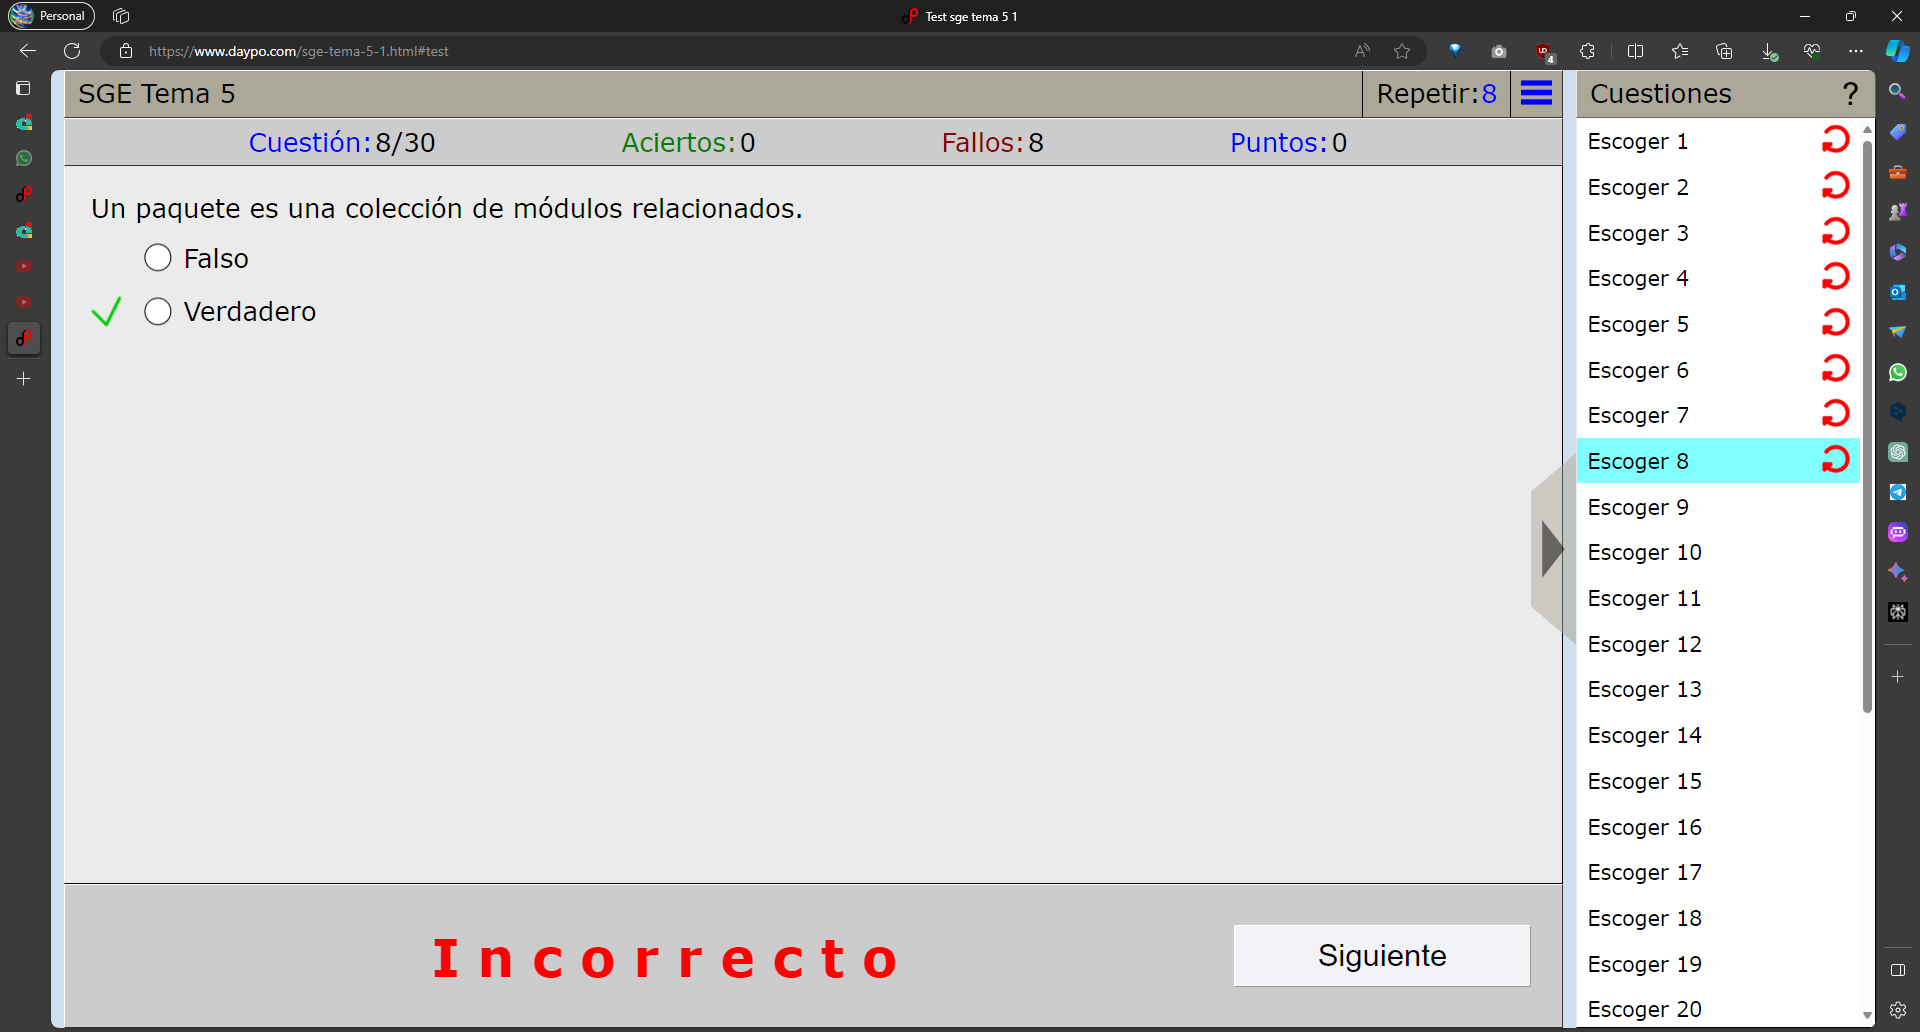 Personal
Test sge tema 5 1
https://www.daypo.com/sge-tema-5-1.html#test
SGE Tema 5
Repetir:8
Cuestiones
?
Cuestión:8/30
Aciertos:0
Fallos:8
Puntos:0
Un paquete es una colección de módulos relacionados.
Falso
Verdadero
Incorrecto
Siguiente
Escoger 1
Escoger 2
Escoger 3
Escoger 4
Escoger 5
Escoger 6
Escoger 7
Escoger 8
Escoger 9
Escoger 10
Escoger 11
Escoger 12
Escoger 13
Escoger 14
Escoger 15
Escoger 16
Escoger 17
Escoger 18
Escoger 19
Escoger 20
4